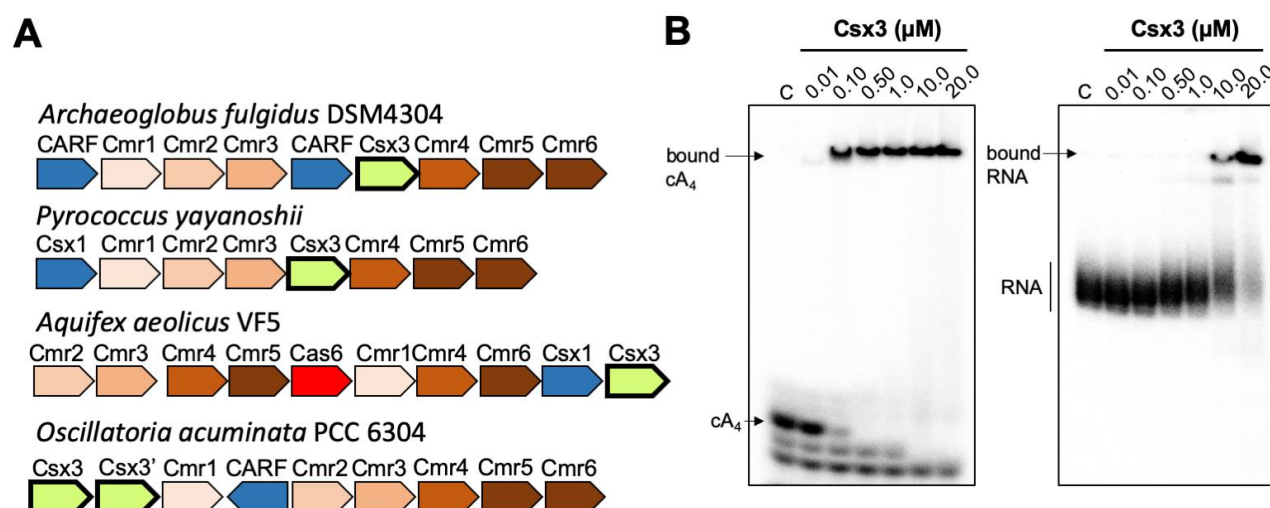 A
Archaeoglobus fulgidus DSM4304
CARF Cmr1 Cmr2 Cmr3 CARF Csx3 Cmr4 Cmr5 Cmr6
Pyrococcus yayanoshii
Csx1 Cmr1 Cmr2 Cmr3 Csx3 Cmr4 Cmr5 Cmr6
Aquifex aeolicus VF5
Cmr2 Cmr3 Cmr4 Cmr5 Cas6 Cmr1 Cmr4 Cmr6 Csx1 Csx3
Oscillatoria acuminata PCC 6304
Csx3 Csx3’ Cmr1 CARF Cmr2 Cmr3 Cmr4 Cmr5 Cmr6
B
Csx3 (µM)
C 0.01 0.10 0.50 1.0 10.0 20.0
bound
cA4
cA4
Csx3 (µM)
C 0.01 0.10 0.50 1.0 10.0 20.0
bound
RNA
RNA